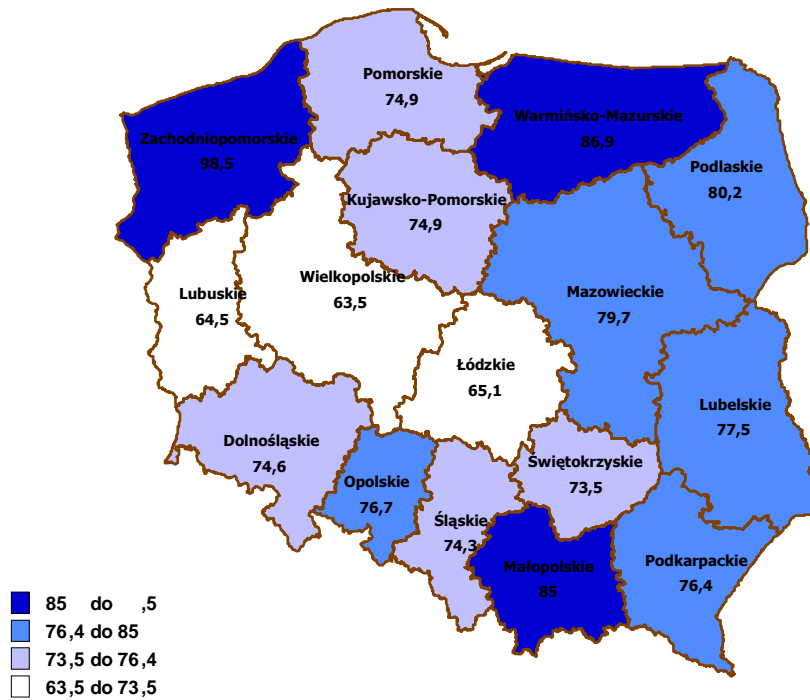 Pomorskie
74,9
Warmińsko-Mazurskie
86,9
Zachodniopomorskie
98,5
Podlaskie
80,2
Kujawsko-Pomorskie
74,9
Wielkopolskie
63,5
Lubuskie
64,5
Mazowieckie
79,7
Łódzkie
65,1
Lubelskie
77,5
Dolnośląskie
74,6
Opolskie
76,7
Świętokrzyskie
73,5
Śląskie
74,3
Małopolskie
85
Podkarpackie
76,4
85 do ,5
76,4 do 85
73,5 do 76,4
63,5 do 73,5